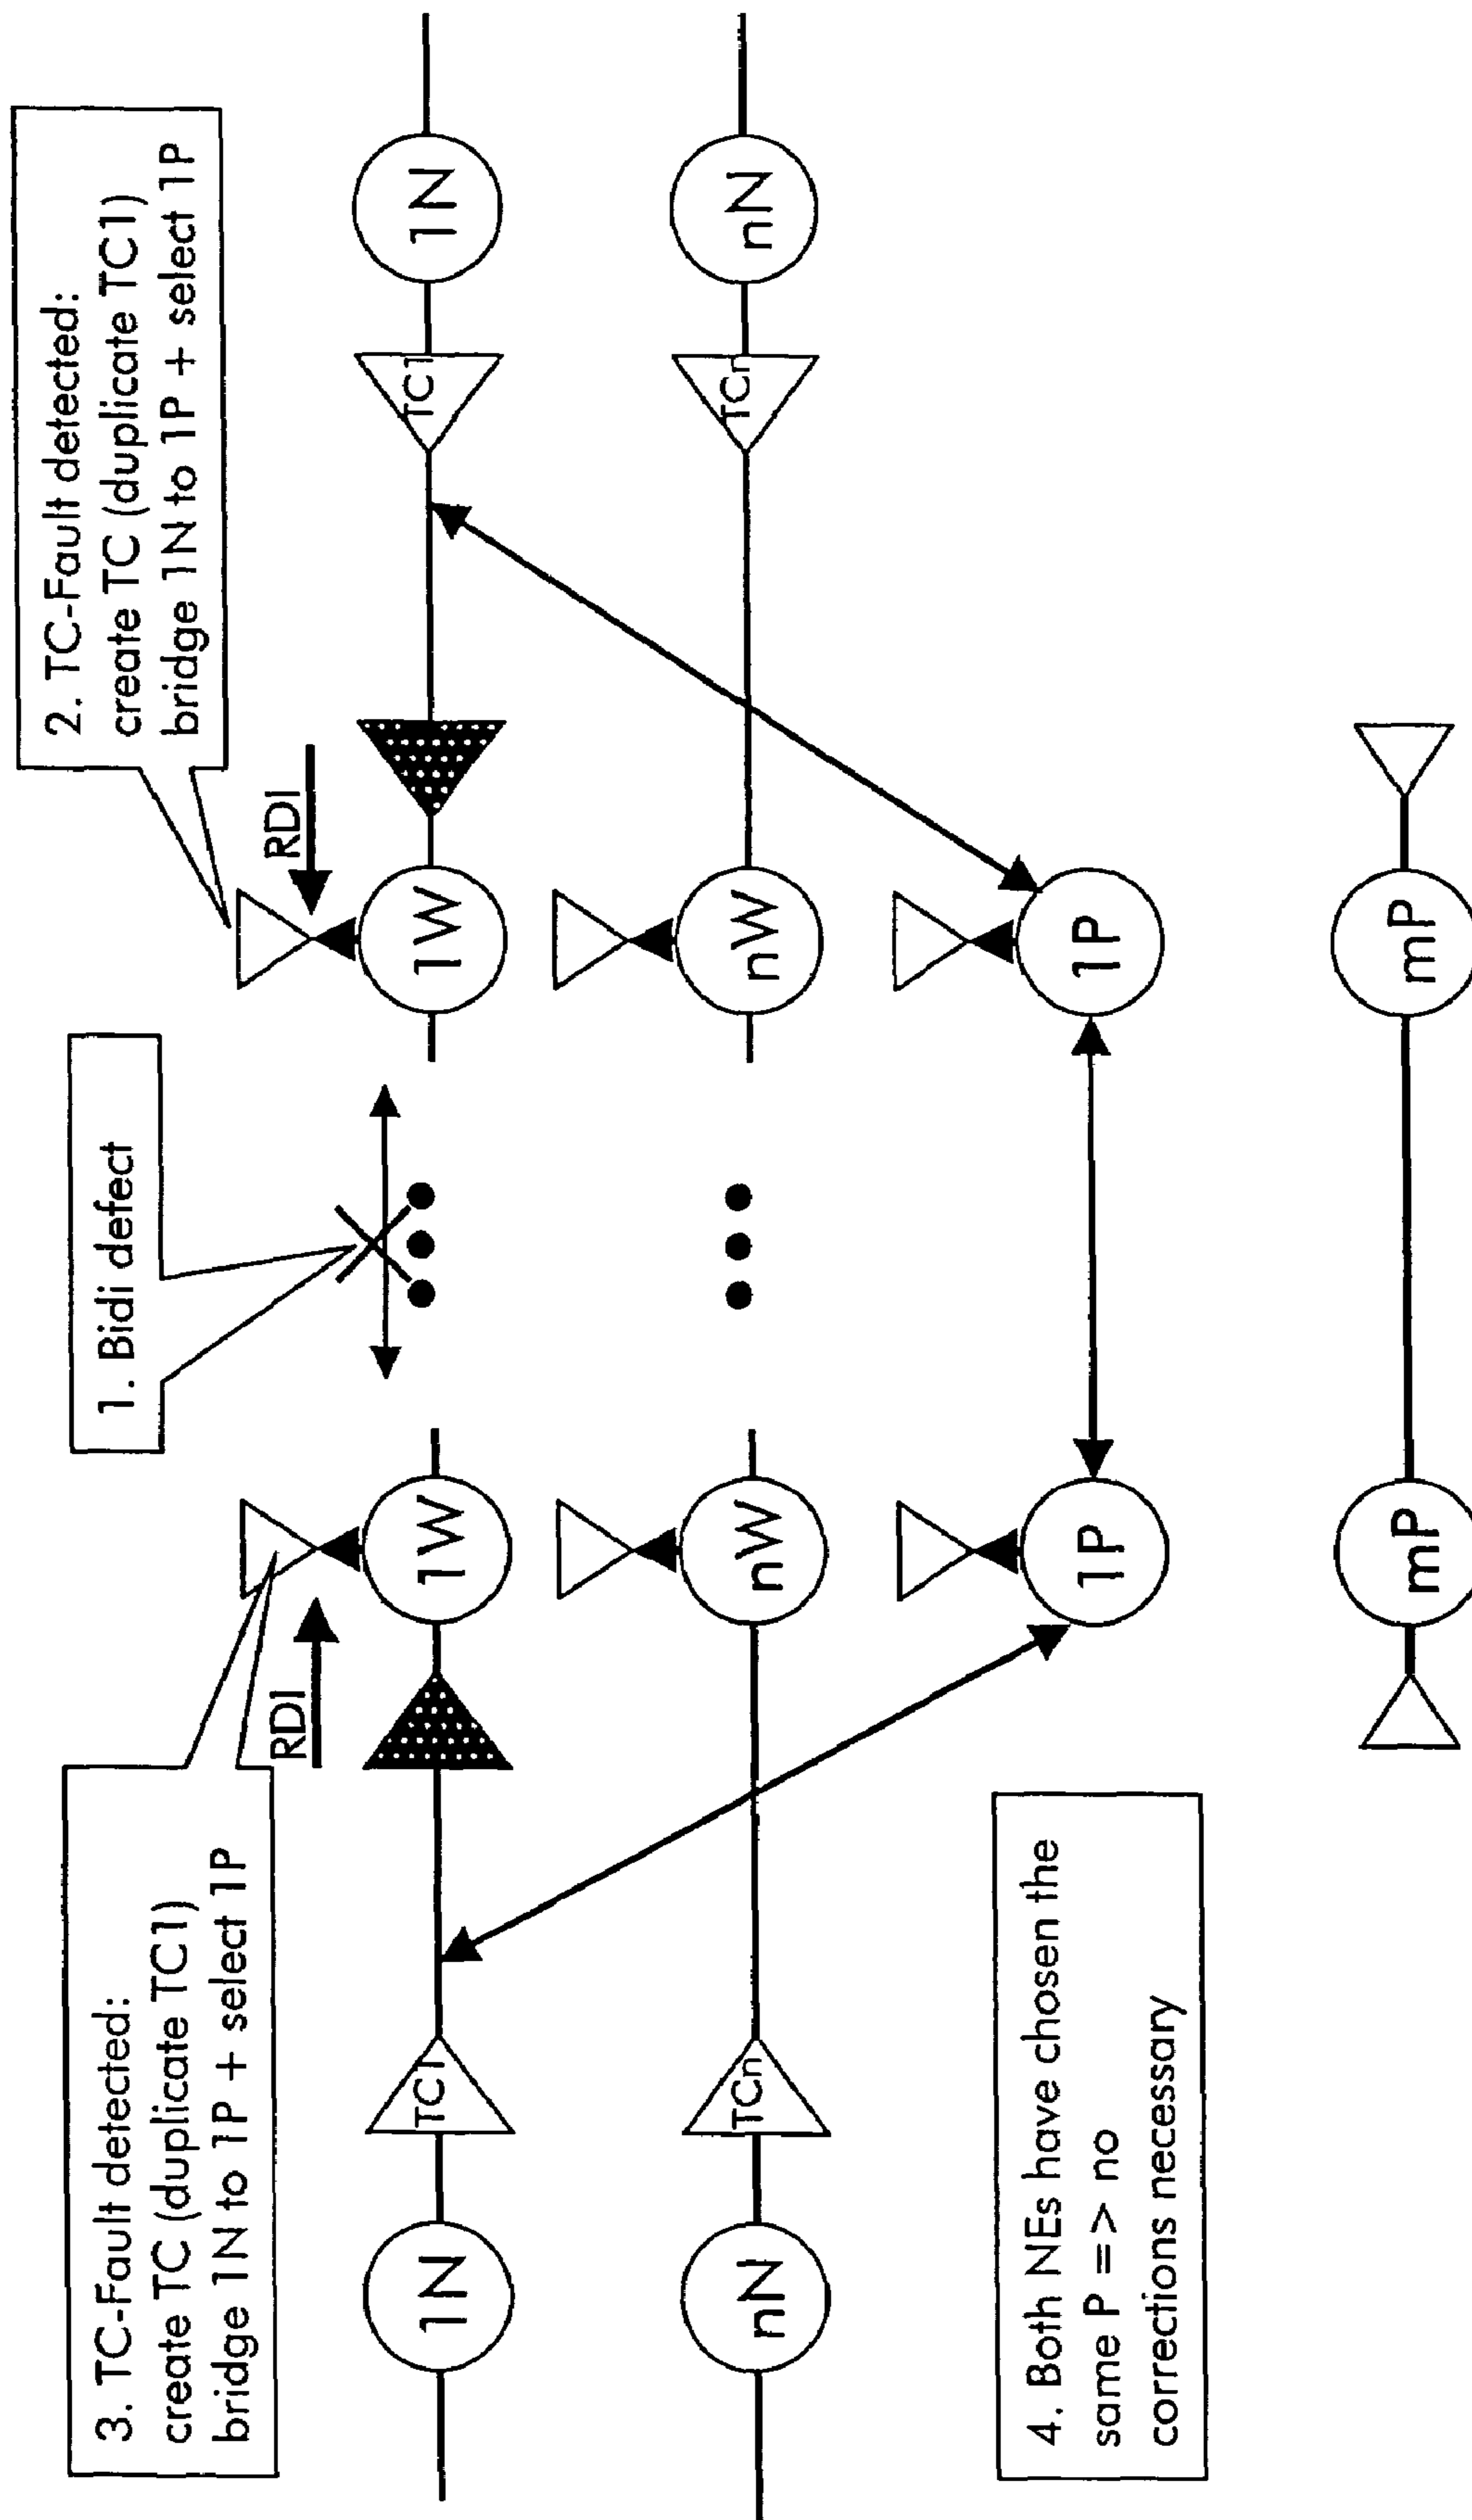 3. TC-Fault detected:
create TC (duplicate TC1)
bridge 1N to 1P + select 1P
1. Bidi defect
2. TC-Fault detected:
create TC (duplicate TC1)
bridge 1N to 1P + select 1P
RDI
RDI
1N
TC1
1W
1W
TC1
1N
nN
TCn
nW
nW
TCn
nN
4. Both NEs have chosen the
same P = > no
corrections necessary
1P
1P
mP
mP